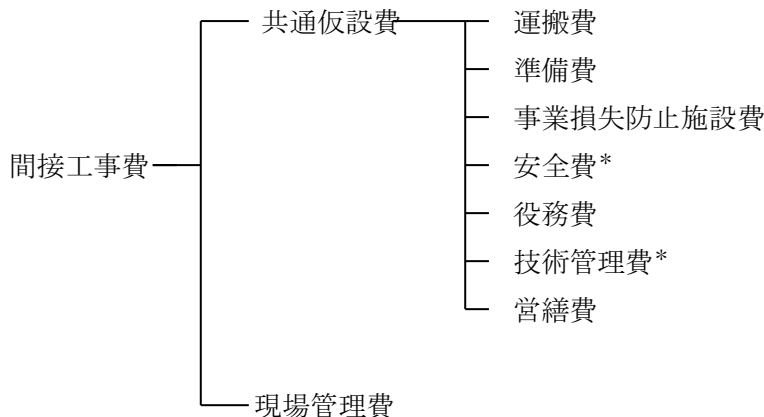 共通仮設費
運搬費
準備費
事業損失防止施設費
間接工事費
安全費*
役務費
技術管理費*
営繕費
現場管理費